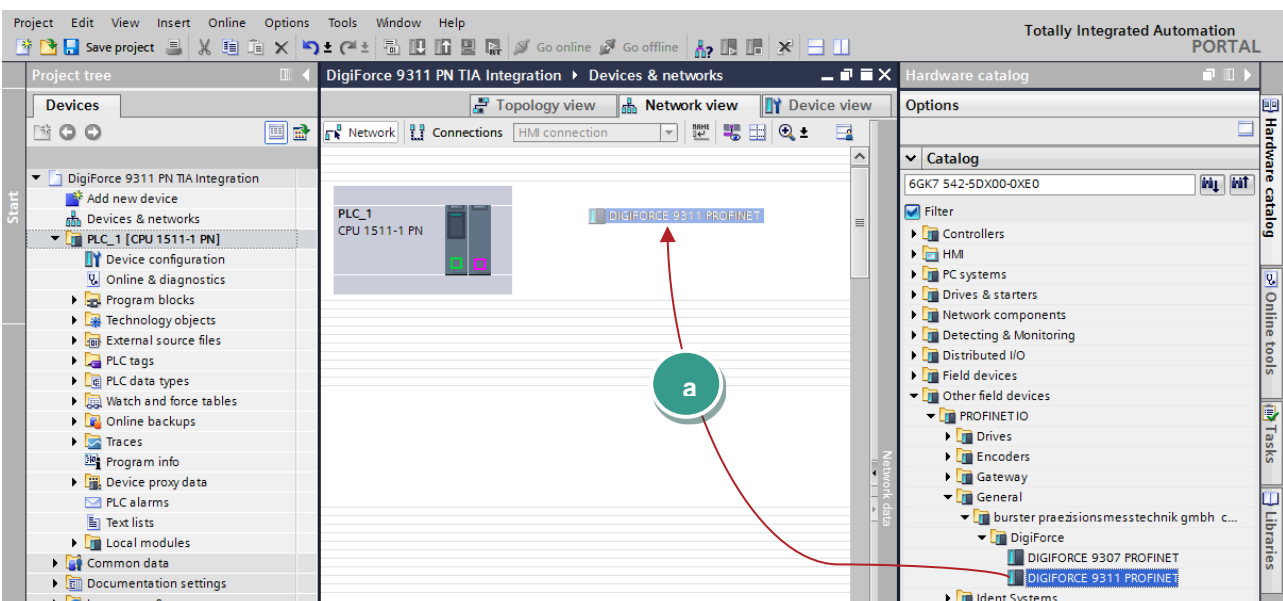 Project Edit View Insert Online Options Tools Window Help
Totally Integrated Automation
PORTAL
Save project
Go online
Go offline
Project tree
Devices
Start
DigiForce 9311 PN TIA Integration
Add new device
Devices & networks
PLC_1 [CPU 1511-1 PN]
Device configuration
Online & diagnostics
Program blocks
Technology objects
External source files
PLC tags
PLC data types
Watch and force tables
Online backups
Traces
Program info
Device proxy data
PLC alarms
Text lists
Local modules
Common data
Documentation settings
DigiForce 9311 PN TIA Integration Devices & networks
Topology view
Network view
Device view
Network
Connections
HMI connection
PLC_1
CPU 1511-1 PN
DIGIFORCE 9311 PROFINET
a
Network data
Hardware catalog
Options
Catalog
6GK7 542-5DX00-0XE0
Filter
Controllers
HMI
PC systems
Drives & starters
Network components
Detecting & Monitoring
Distributed I/O
Field devices
Other field devices
PROFINET IO
Drives
Encoders
Gateway
General
burster praezisionsmesstechnik gmbh c...
DigiForce
DIGIFORCE 9307 PROFINET
DIGIFORCE 9311 PROFINET
Ident Systems
Hardware catalog
Online tools
Tasks
Libraries